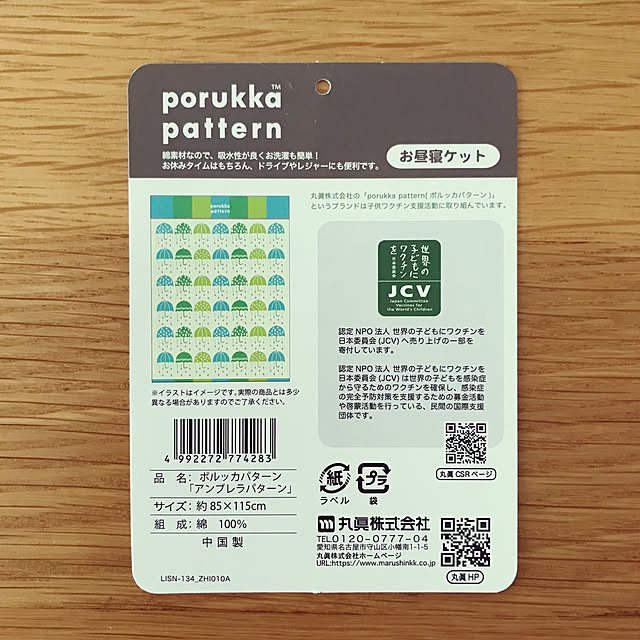 porukka™
pattern
綿素材なので、吸水性が良くお洗濯も簡単!
お休みタイムはもちろん、ドライブやレジャーにも便利です。
お昼寝ケット
丸眞株式会社の「porukka pattern(ポルッカパターン)」
というブランドは子供ワクチン支援活動に取り組んでいます。
porukka
pattern
世界の
子どもに
ワクチン
を
日本委員会
JCV
Japan Committee
Vaccines for
the World's Children
認定 NPO 法人 世界の子どもにワクチンを
日本委員会(JCV)へ売り上げの一部を
寄付しています。
認定 NPO 法人 世界の子どもにワクチンを
日本委員会(JCV)は世界の子どもを感染症
から守るためのワクチンを確保し、感染症
の完全予防対策を支援するための募金活動
や啓蒙活動を行っている、民間の国際支援
団体です。
※イラストはイメージです。実際の商品とは多少
異なる場合がありますのでご了承ください。
4 992272 774283
品 名: ポルッカパターン
「アンブレラパターン」
サイズ: 約 85×115cm
組 成: 綿 100%
中 国 製
LISN-134_ZHI010A
丸眞 CSR ページ
紙
ラベル
プラ
袋
丸眞株式会社
TEL0120-0777-04
愛知県名古屋市守山区小幡南1-1-5
丸眞株式会社ホームページ
URL:https://www.marushinkk.co.jp
丸眞 HP